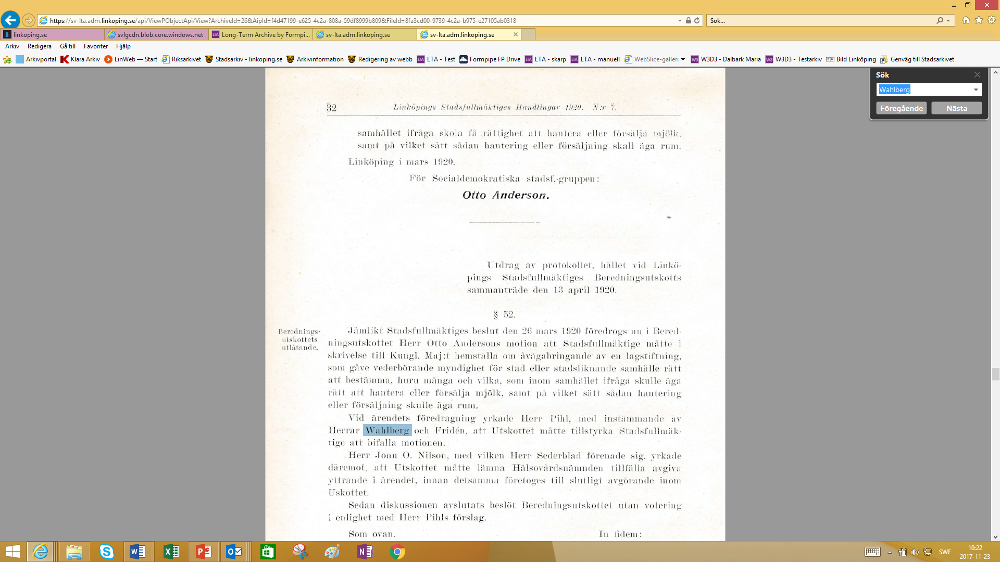 https://sv-lta.adm.linkoping.se/api/ViewPObjectApi/View?ArchiveId=26&AipId=f4d47199-e625-4c2a-808a-59df8999b809&FileId=8fa3cd00-9739-4c2a-b975-e27105ab0318
Sök...
linkoping.se
svlgcdn.blob.core.windows.net
LTA Long-Term Archive by Formpi...
sv-lta.adm.linkoping.se
sv-lta.adm.linkoping.se
Arkiv Redigera Gå till Favoriter Hjälp
Arkivportal Klara Arkiv LinWeb — Start Riksarkivet Stadsarkiv - linkoping.se Arkivinformation Redigering av webb LTA LTA - Test Formpipe FP Drive LTA LTA - skarp LTA LTA - manuell WebSlice-galleri W3 W3D3 - Dalbark Maria W3 W3D3 - Testarkiv Bild Linköping Genväg till Stadsarkivet
Sök
Wahlberg
Föregående Nästa
32 Linköpings Stadsfullmäktiges Handlingar 1920. N:r 7.
samhället ifråga skola få rättighet att hantera eller försälja mjölk,
samt på vilket sätt sådan hantering eller försäljning skall äga rum.
Linköping i mars 1920.
För Socialdemokratiska stadsf.-gruppen:
Otto Anderson.
Utdrag av protokollet, hållet vid Linkö-
pings Stadsfullmäktiges Beredningsutskotts
sammanträde den 13 april 1920.
§ 52.
Berednings-
utskottets
utlåtande.
Jämlikt Stadsfullmäktiges beslut den 26 mars 1920 föredrogs nu i Bered-
ningsutskottet Herr Otto Andersons motion att Stadsfullmäktige måtte i
skrivelse till Kungl. Maj:t hemställa om åvägabringande av en lagstiftning,
som gåve vederbörande myndighet för stad eller stadsliknande samhälle rätt
att bestämma, huru många och vilka, som inom samhället ifråga skulle äga
rätt att hantera eller försälja mjölk, samt på vilket sätt sådan hantering
eller försäljning skulle äga rum.
Vid ärendets föredragning yrkade Herr Pihl, med instämmande av
Herrar Wahlberg och Fridén, att Utskottet måtte tillstyrka Stadsfullmäk-
tige att bifalla motionen.
Herr Jonn O. Nilson, med vilken Herr Sederblad förenade sig, yrkade
däremot, att Utskottet måtte lämna Hälsovårdsnämnden tillfälla avgiva
yttrande i ärendet, innan detsamma företoges till slutligt avgörande inom
Uskottet.
Sedan diskussionen avslutats beslöt Beredningsutskottet utan votering
i enlighet med Herr Pihls förslag.
Som ovan. In fidem:
SWE
10:22
2017-11-23